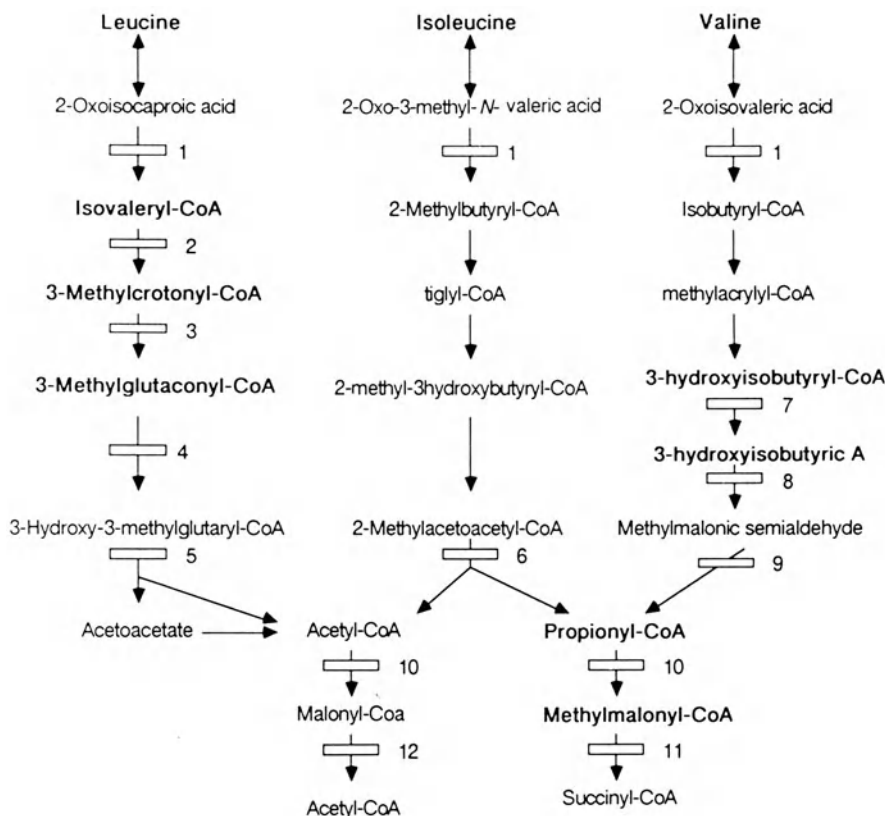 Leucine Isoleucine Valine
2-Oxoisocaproic acid 2-Oxo-3-methyl-N- valeric acid 2-Oxoisovaleric acid
1 1 1
Isovaleryl-CoA 2-Methylbutyryl-CoA Isobutyryl-CoA
2
3-Methylcrotonyl-CoA tiglyl-CoA methylacrylyl-CoA
3
3-Methylglutaconyl-CoA 2-methyl-3hydroxybutyryl-CoA 3-hydroxyisobutyryl-CoA
7
4 3-hydroxyisobutyric A
8
3-Hydroxy-3-methylglutaryl-CoA 2-Methylacetoacetyl-CoA Methylmalonic semialdehyde
5 6 9
Acetoacetate Acetyl-CoA Propionyl-CoA
10 10
Malonyl-Coa Methylmalonyl-CoA
12 11
Acetyl-CoA Succinyl-CoA